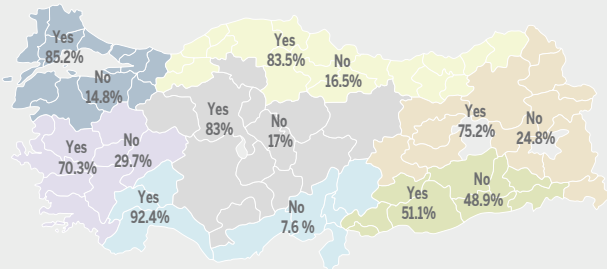 Yes
85.2%
No
14.8%
Yes
83.5%
No
16.5%
Yes
83%
No
17%
Yes
75.2%
No
24.8%
Yes
70.3%
No
29.7%
Yes
92.4%
No
7.6 %
Yes
51.1%
No
48.9%